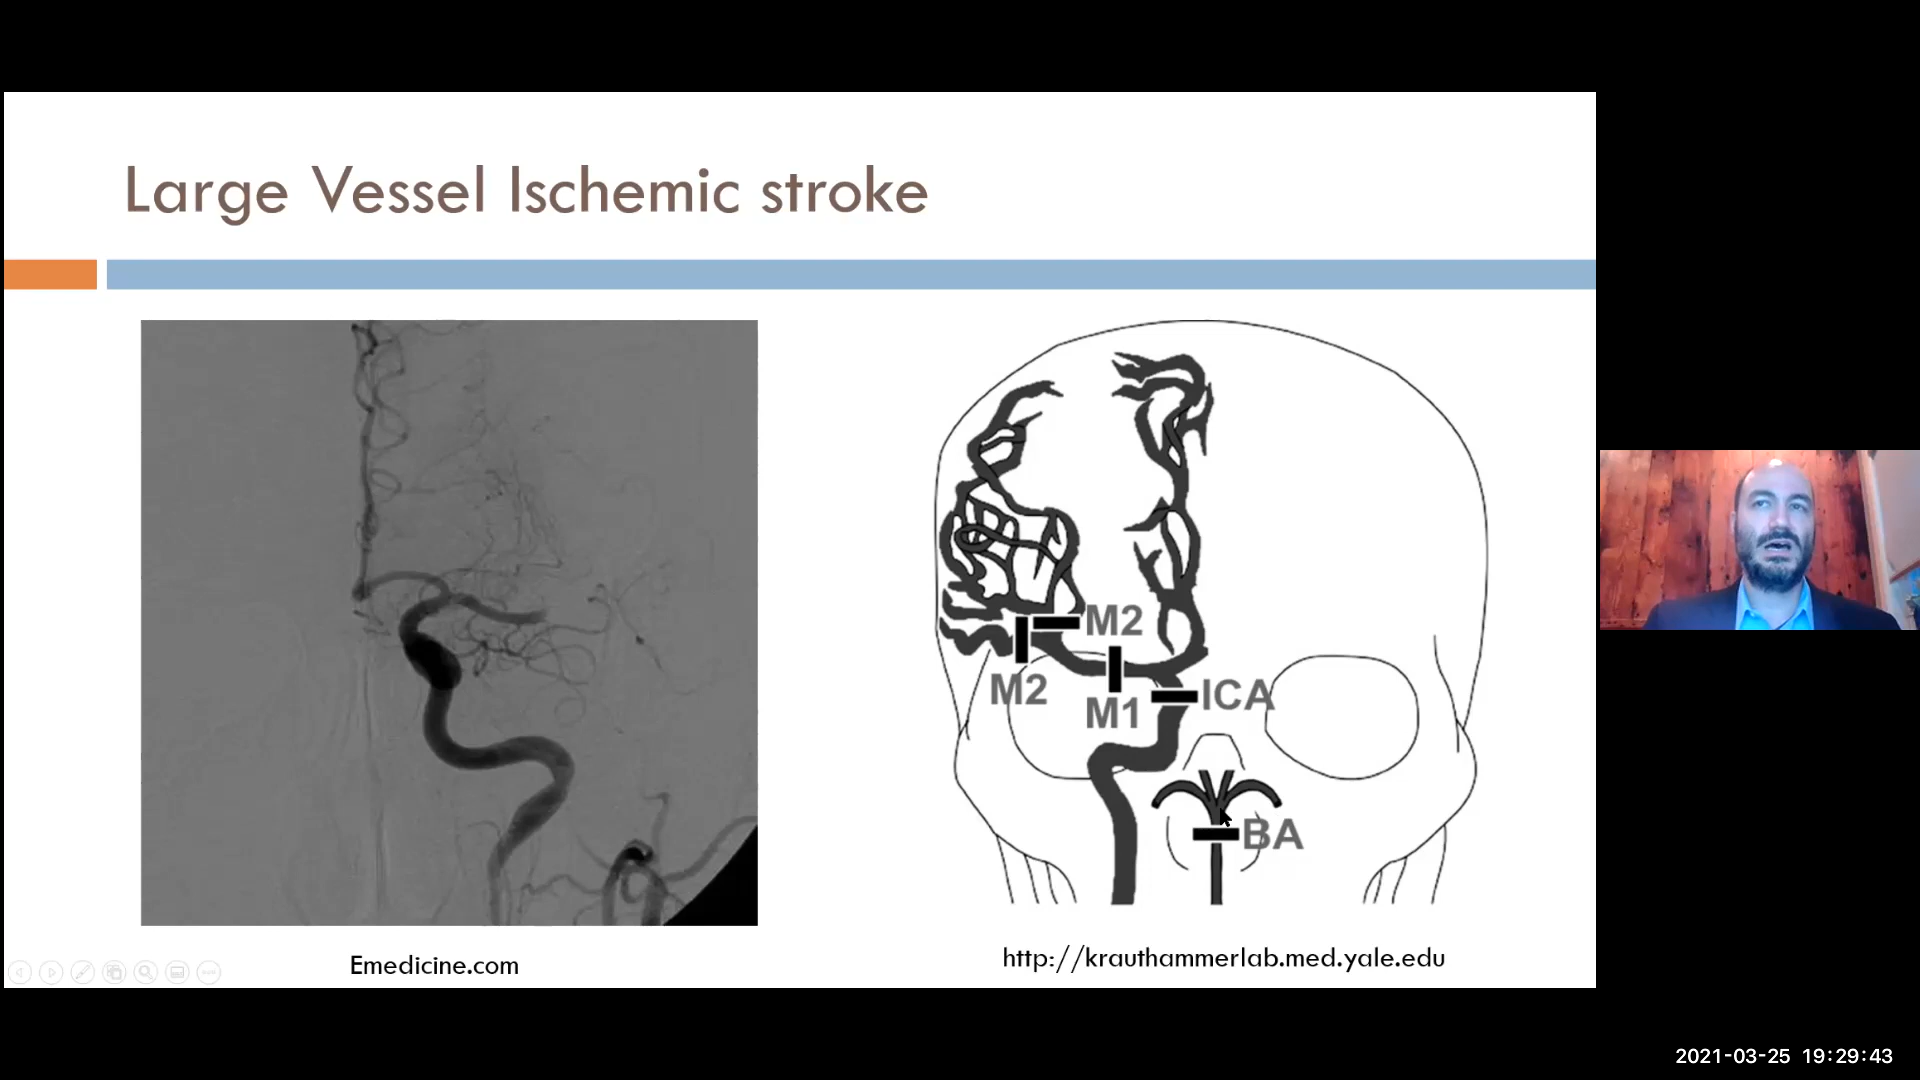 Large Vessel Ischemic stroke
M2
M2
M1
ICA
BA
Emedicine.com
http://krauthammerlab.med.yale.edu
2021-03-25 19:29:43